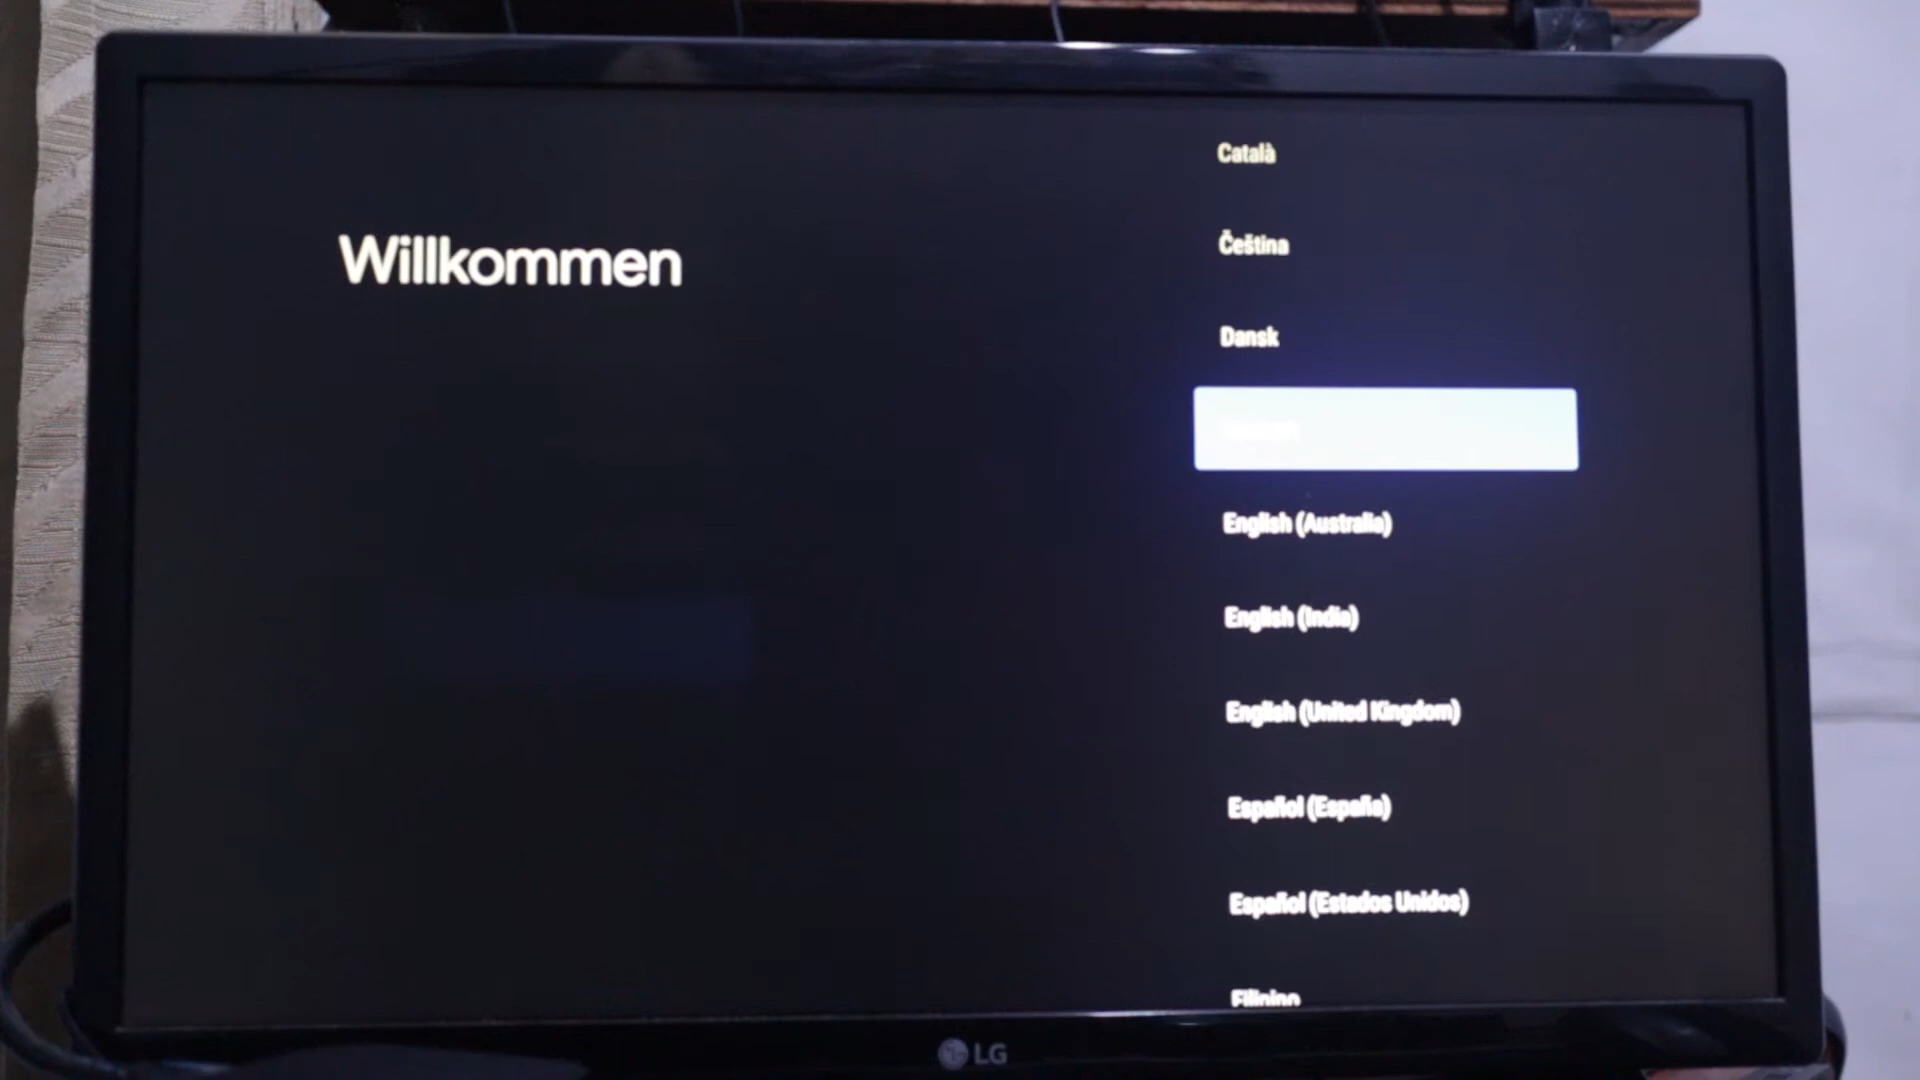 Willkommen
Català
Čeština
Dansk
English (Australia)
English (India)
English (United Kingdom)
Español (España)
Español (Estados Unidos)
Filipino
LG